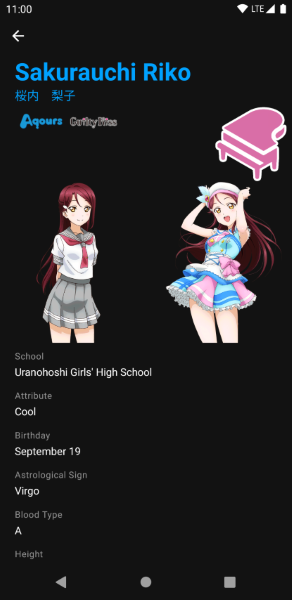 11:00
LTE
Sakurauchi Riko
桜内　梨子
Aqours Guilty Kiss
School
Uranohoshi Girls' High School
Attribute
Cool
Birthday
September 19
Astrological Sign
Virgo
Blood Type
A
Height